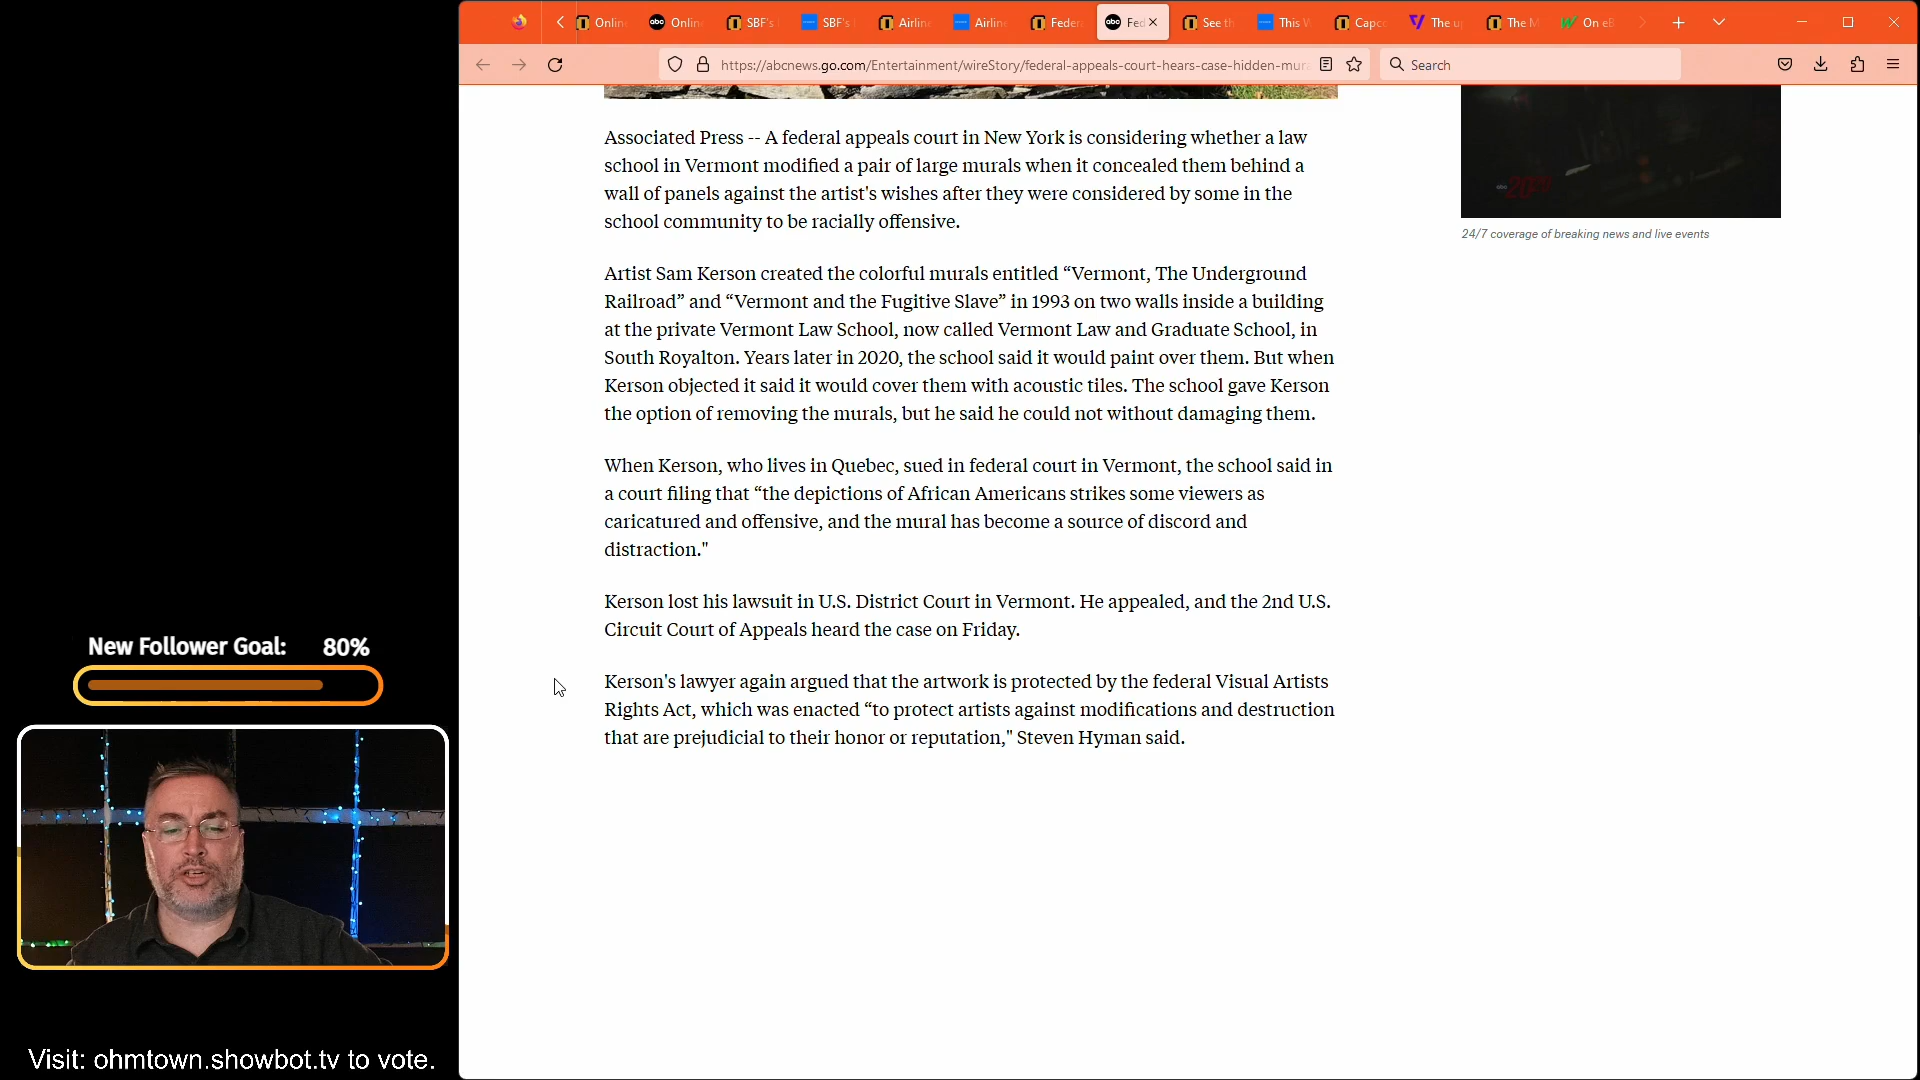 Online
Online
SBF's
SBF's
Airline
Airline
Federa
Fed
See th
This V
Capc
The u
The M
On eB
https://abcnews.go.com/Entertainment/wireStory/federal-appeals-court-hears-case-hidden-mura
Search
Associated Press -- A federal appeals court in New York is considering whether a law
school in Vermont modified a pair of large murals when it concealed them behind a
wall of panels against the artist's wishes after they were considered by some in the
school community to be racially offensive.
abc 20/20
24/7 coverage of breaking news and live events
Artist Sam Kerson created the colorful murals entitled “Vermont, The Underground
Railroad” and “Vermont and the Fugitive Slave” in 1993 on two walls inside a building
at the private Vermont Law School, now called Vermont Law and Graduate School, in
South Royalton. Years later in 2020, the school said it would paint over them. But when
Kerson objected it said it would cover them with acoustic tiles. The school gave Kerson
the option of removing the murals, but he said he could not without damaging them.
When Kerson, who lives in Quebec, sued in federal court in Vermont, the school said in
a court filing that “the depictions of African Americans strikes some viewers as
caricatured and offensive, and the mural has become a source of discord and
distraction."
Kerson lost his lawsuit in U.S. District Court in Vermont. He appealed, and the 2nd U.S.
Circuit Court of Appeals heard the case on Friday.
Kerson's lawyer again argued that the artwork is protected by the federal Visual Artists
Rights Act, which was enacted “to protect artists against modifications and destruction
that are prejudicial to their honor or reputation," Steven Hyman said.
New Follower Goal: 80%
Visit: ohmtown.showbot.tv to vote.